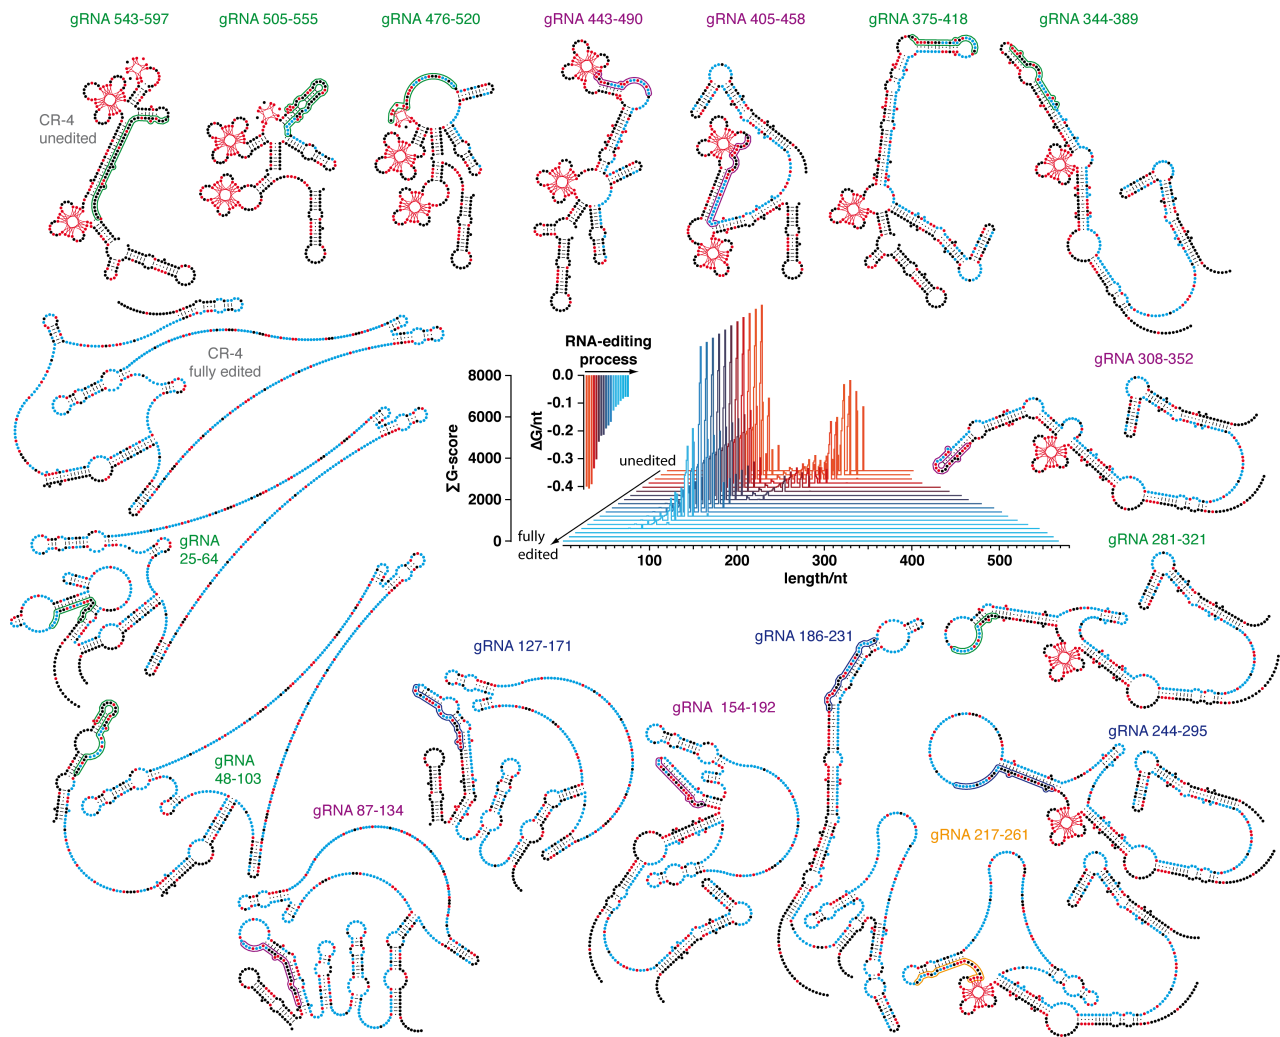 gRNA 543-597
gRNA 505-555
gRNA 476-520
gRNA 443-490
gRNA 405-458
gRNA 375-418
gRNA 344-389
CR-4
unedited
CR-4
fully edited
RNA-editing
process
8000
6000
4000
2000
0
∑G-score
0.0
-0.1
-0.2
-0.3
-0.4
ΔG/nt
unedited
fully
edited
100
200
300
400
500
length/nt
gRNA 308-352
gRNA
25-64
gRNA 281-321
gRNA 127-171
gRNA 186-231
gRNA 154-192
gRNA 244-295
gRNA
48-103
gRNA 87-134
gRNA 217-261